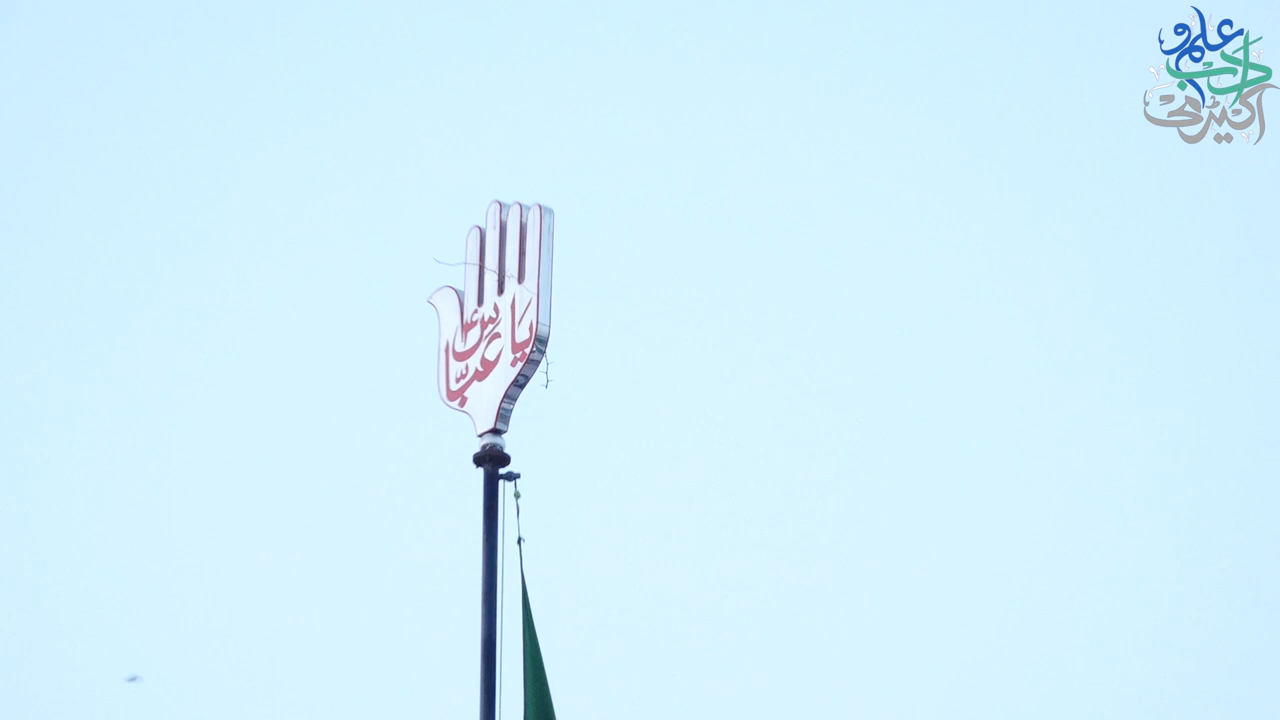 یا عباسؑ
علم و
ادب
اکیڈمی